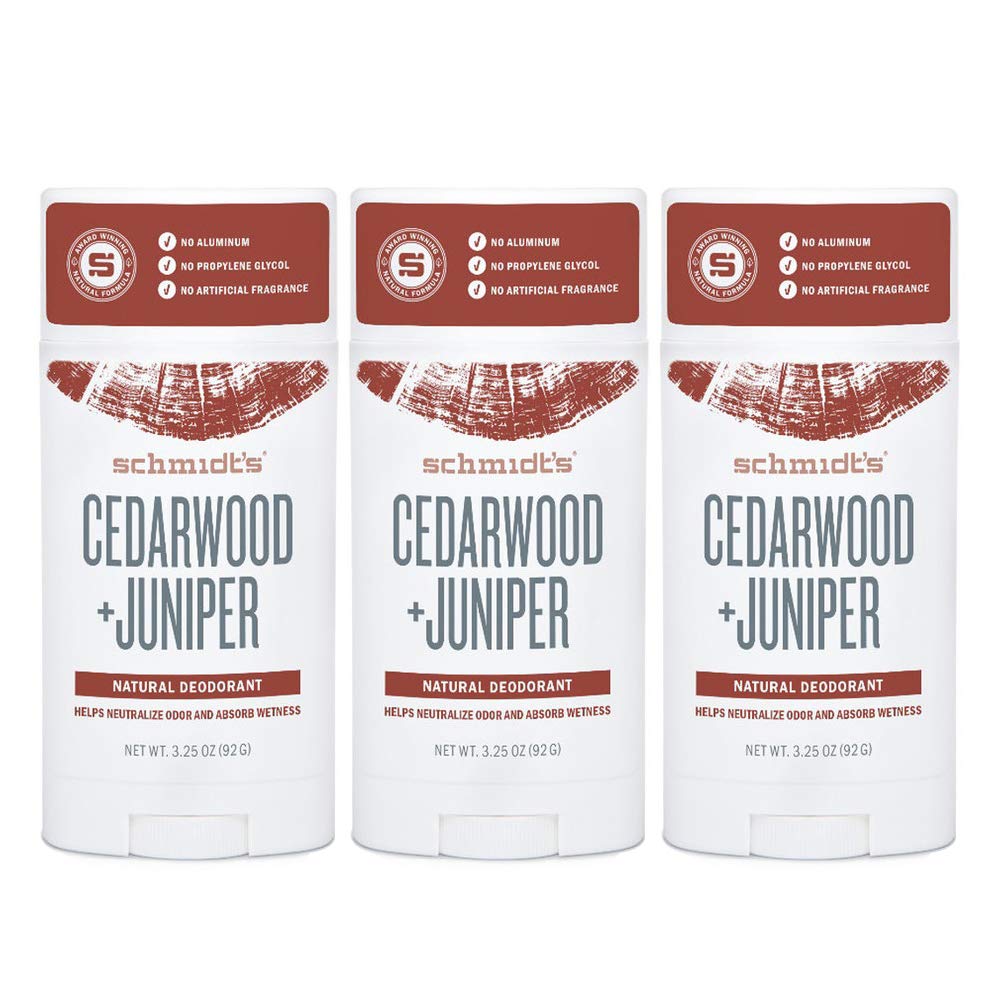 AWARD WINNING
NATURAL FORMULA
S
NO ALUMINUM
NO PROPYLENE GLYCOL
NO ARTIFICIAL FRAGRANCE
schmidt's®
CEDARWOOD
+JUNIPER
NATURAL DEODORANT
HELPS NEUTRALIZE ODOR AND ABSORB WETNESS
NET WT. 3.25 OZ (92 G)
AWARD WINNING
NATURAL FORMULA
S
NO ALUMINUM
NO PROPYLENE GLYCOL
NO ARTIFICIAL FRAGRANCE
schmidt's®
CEDARWOOD
+JUNIPER
NATURAL DEODORANT
HELPS NEUTRALIZE ODOR AND ABSORB WETNESS
NET WT. 3.25 OZ (92 G)
AWARD WINNING
NATURAL FORMULA
S
NO ALUMINUM
NO PROPYLENE GLYCOL
NO ARTIFICIAL FRAGRANCE
schmidt's®
CEDARWOOD
+JUNIPER
NATURAL DEODORANT
HELPS NEUTRALIZE ODOR AND ABSORB WETNESS
NET WT. 3.25 OZ (92 G)